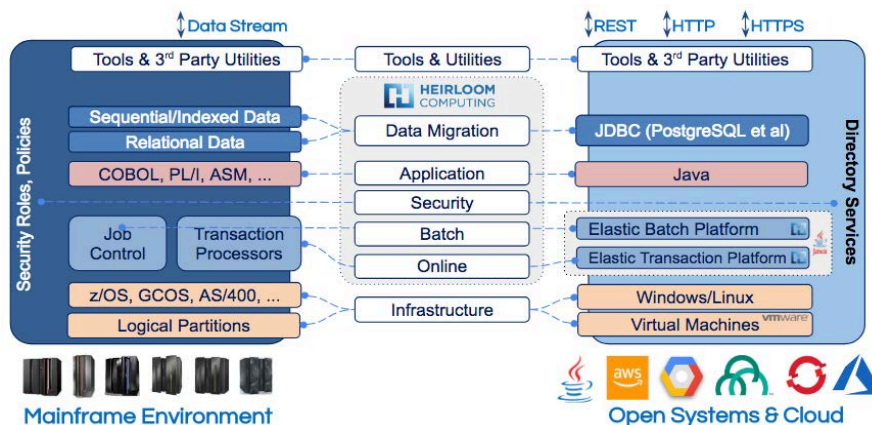 Data Stream
REST
HTTP
HTTPS
Tools & 3rd Party Utilities
Tools & Utilities
Tools & 3rd Party Utilities
HEIRLOOM
COMPUTING
Sequential/Indexed Data
Relational Data
Data Migration
JDBC (PostgreSQL et al)
COBOL, PL/I, ASM, ...
Application
Java
Security Roles, Policies
Security
Directory Services
Job
Control
Transaction
Processors
Batch
Online
Elastic Batch Platform
Elastic Transaction Platform
Java
z/OS, GCOS, AS/400, ...
Logical Partitions
Infrastructure
Windows/Linux
Virtual Machines
vmware
Java
aws
Mainframe Environment
Open Systems & Cloud